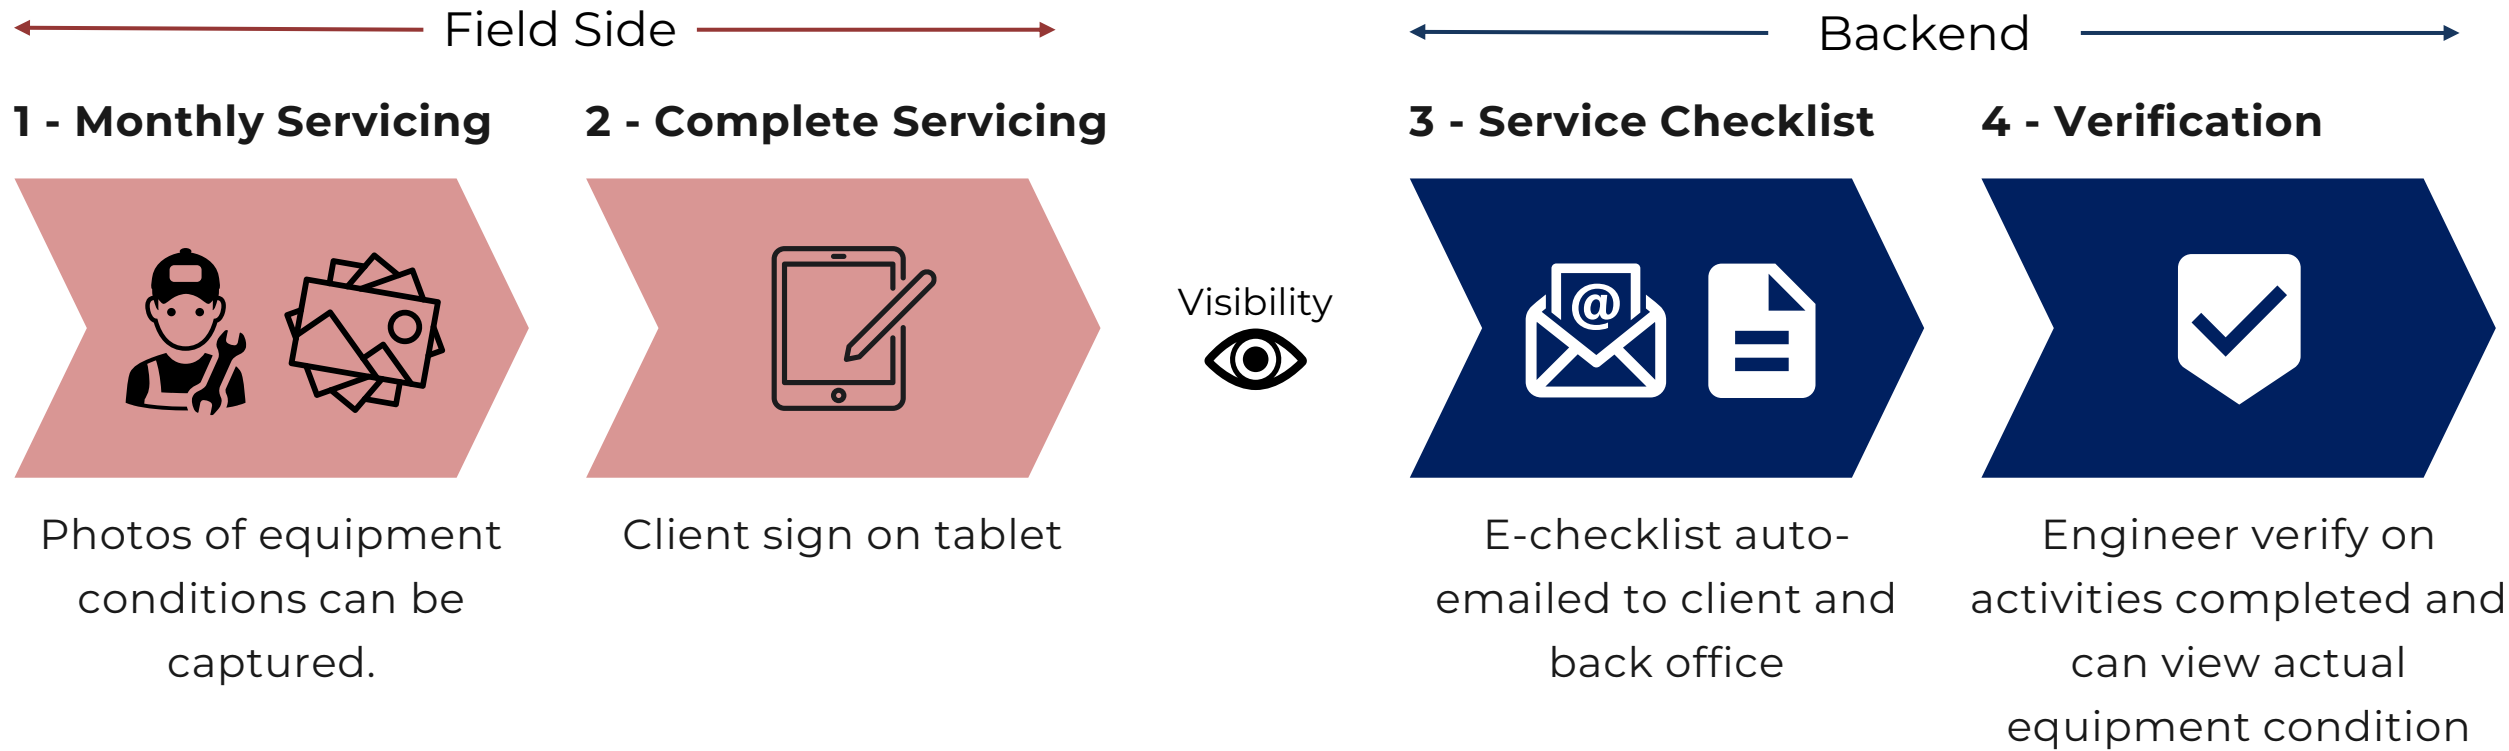 Field Side
Backend
1 - Monthly Servicing
2 - Complete Servicing
3 - Service Checklist
4 - Verification
Visibility
@
Photos of equipment
conditions can be
captured.
Client sign on tablet
E-checklist auto-
emailed to client and
back office
Engineer verify on
activities completed and
can view actual
equipment condition